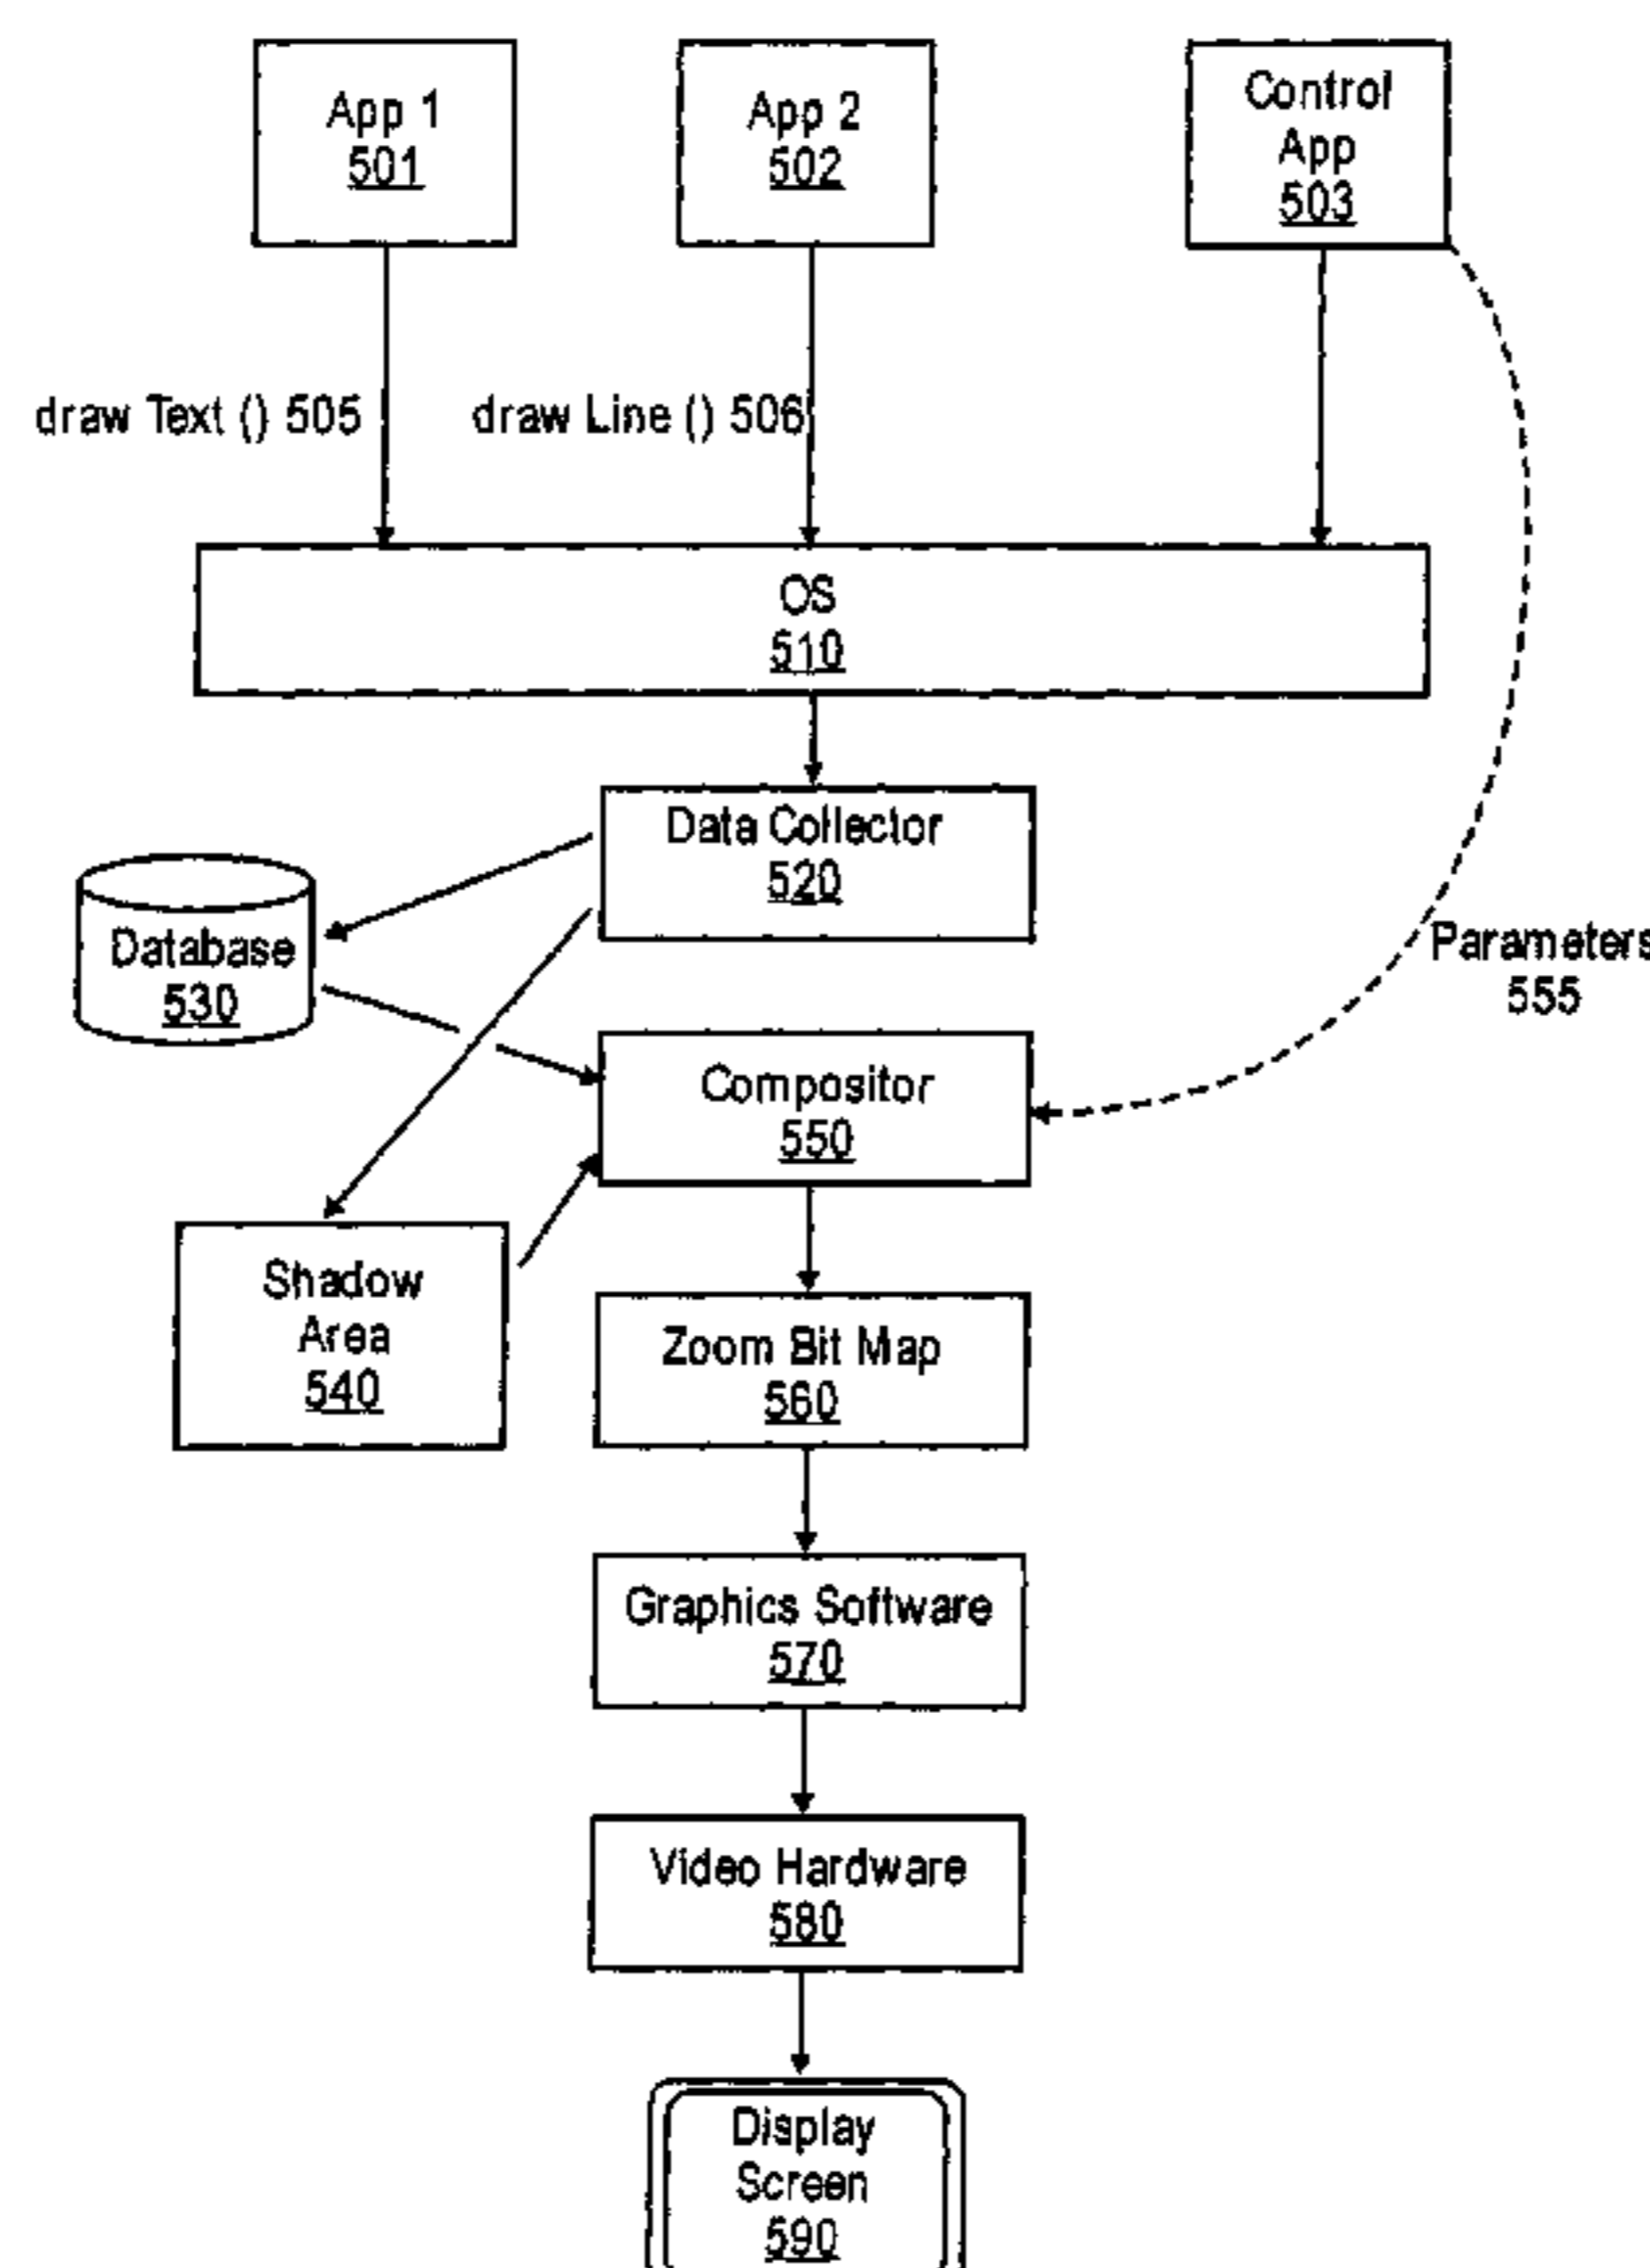 App 1
501
App 2
502
Control
App
503
draw Text () 505
draw Line () 506
OS
510
Data Collector
520
Database
530
Parameters
555
Compositor
550
Shadow
Area
540
Zoom Bit Map
560
Graphics Software
570
Video Hardware
580
Display
Screen
590